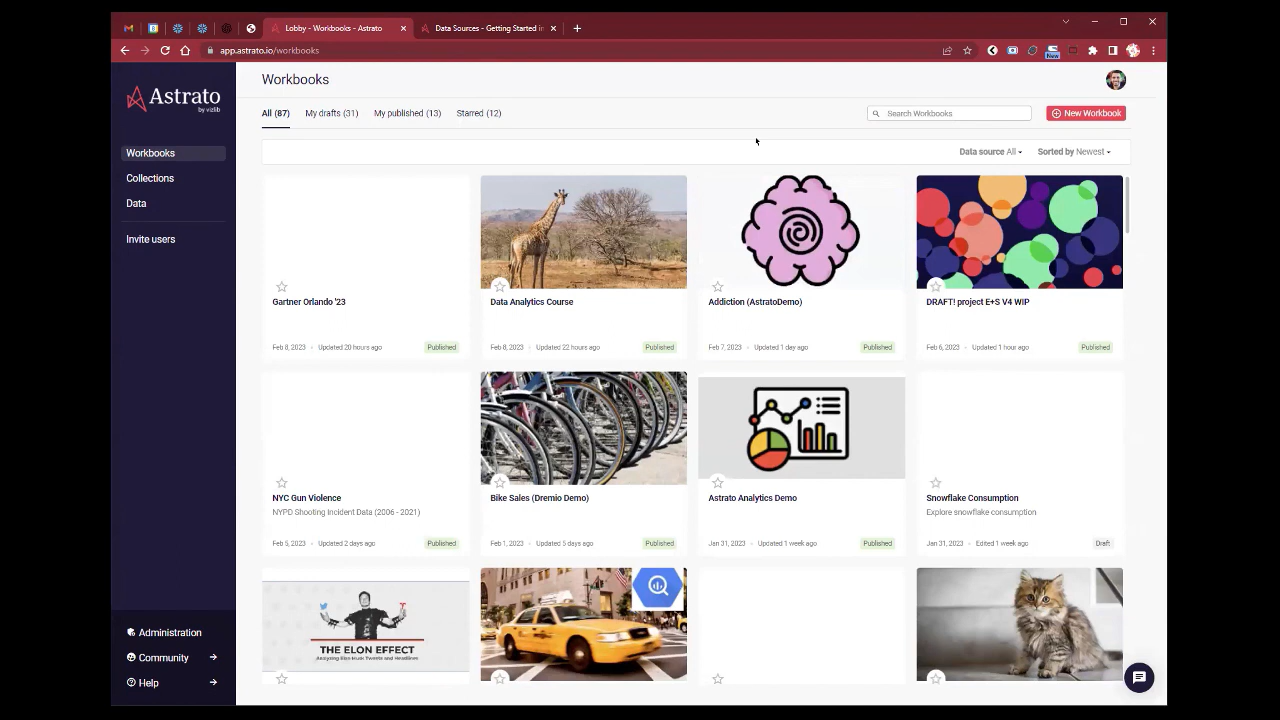 Lobby - Workbooks - Astrato
Data Sources - Getting Started in
app.astrato.io/workbooks
New
Astrato
by vizlib
Workbooks
Collections
Data
Invite users
Administration
Community
Help
Workbooks
All (87)
My drafts (31)
My published (13)
Starred (12)
Search Workbooks
New Workbook
Data source All
Sorted by Newest
Gartner Orlando '23
Feb 8, 2023 • Updated 20 hours ago
Published
Data Analytics Course
Feb 8, 2023 • Updated 22 hours ago
Published
Addiction (AstratoDemo)
Feb 7, 2023 • Updated 1 day ago
Published
DRAFT! project E+S V4 WIP
Feb 6, 2023 • Updated 1 hour ago
Published
NYC Gun Violence
NYPD Shooting Incident Data (2006 - 2021)
Feb 5, 2023 • Updated 2 days ago
Published
Bike Sales (Dremio Demo)
Feb 1, 2023 • Updated 5 days ago
Published
Astrato Analytics Demo
Jan 31, 2023 • Updated 1 week ago
Published
Snowflake Consumption
Explore snowflake consumption
Jan 31, 2023 • Edited 1 week ago
Draft
THE ELON EFFECT
Analyzing Elon Musk Tweets and Headlines